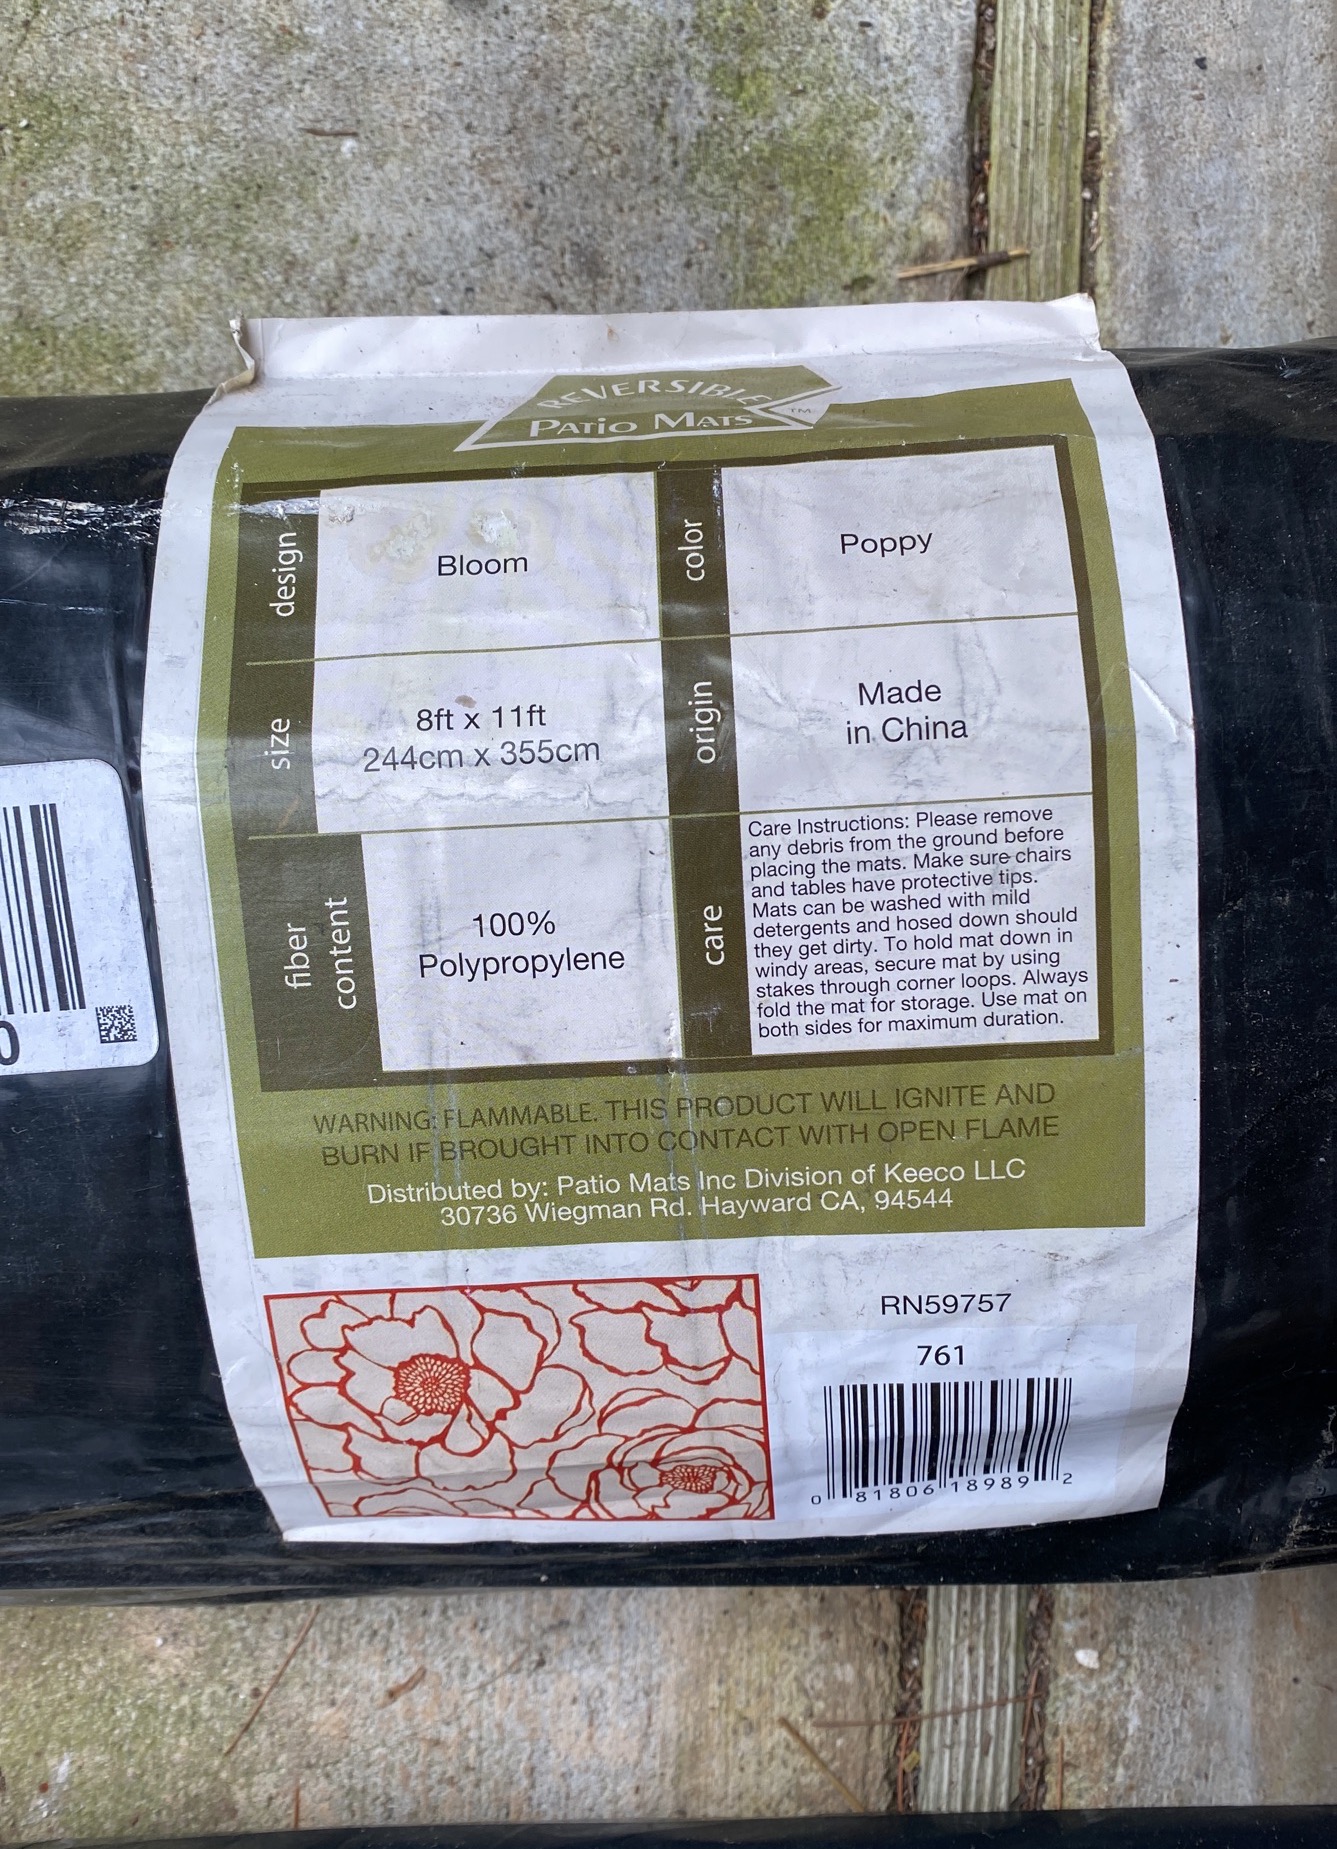 REVERSIBLE
PATIO MATS TM
design
Bloom
color
Poppy
size
8ft x 11ft
244cm x 355cm
origin
Made
in China
fiber
content
100%
Polypropylene
care
Care Instructions: Please remove
any debris from the ground before
placing the mats. Make sure chairs
and tables have protective tips.
Mats can be washed with mild
detergents and hosed down should
they get dirty. To hold mat down in
windy areas, secure mat by using
stakes through corner loops. Always
fold the mat for storage. Use mat on
both sides for maximum duration.
WARNING: FLAMMABLE. THIS PRODUCT WILL IGNITE AND
BURN IF BROUGHT INTO CONTACT WITH OPEN FLAME
Distributed by: Patio Mats Inc Division of Keeco LLC
30736 Wiegman Rd. Hayward CA, 94544
RN59757
761
0 81806 18989 2
0